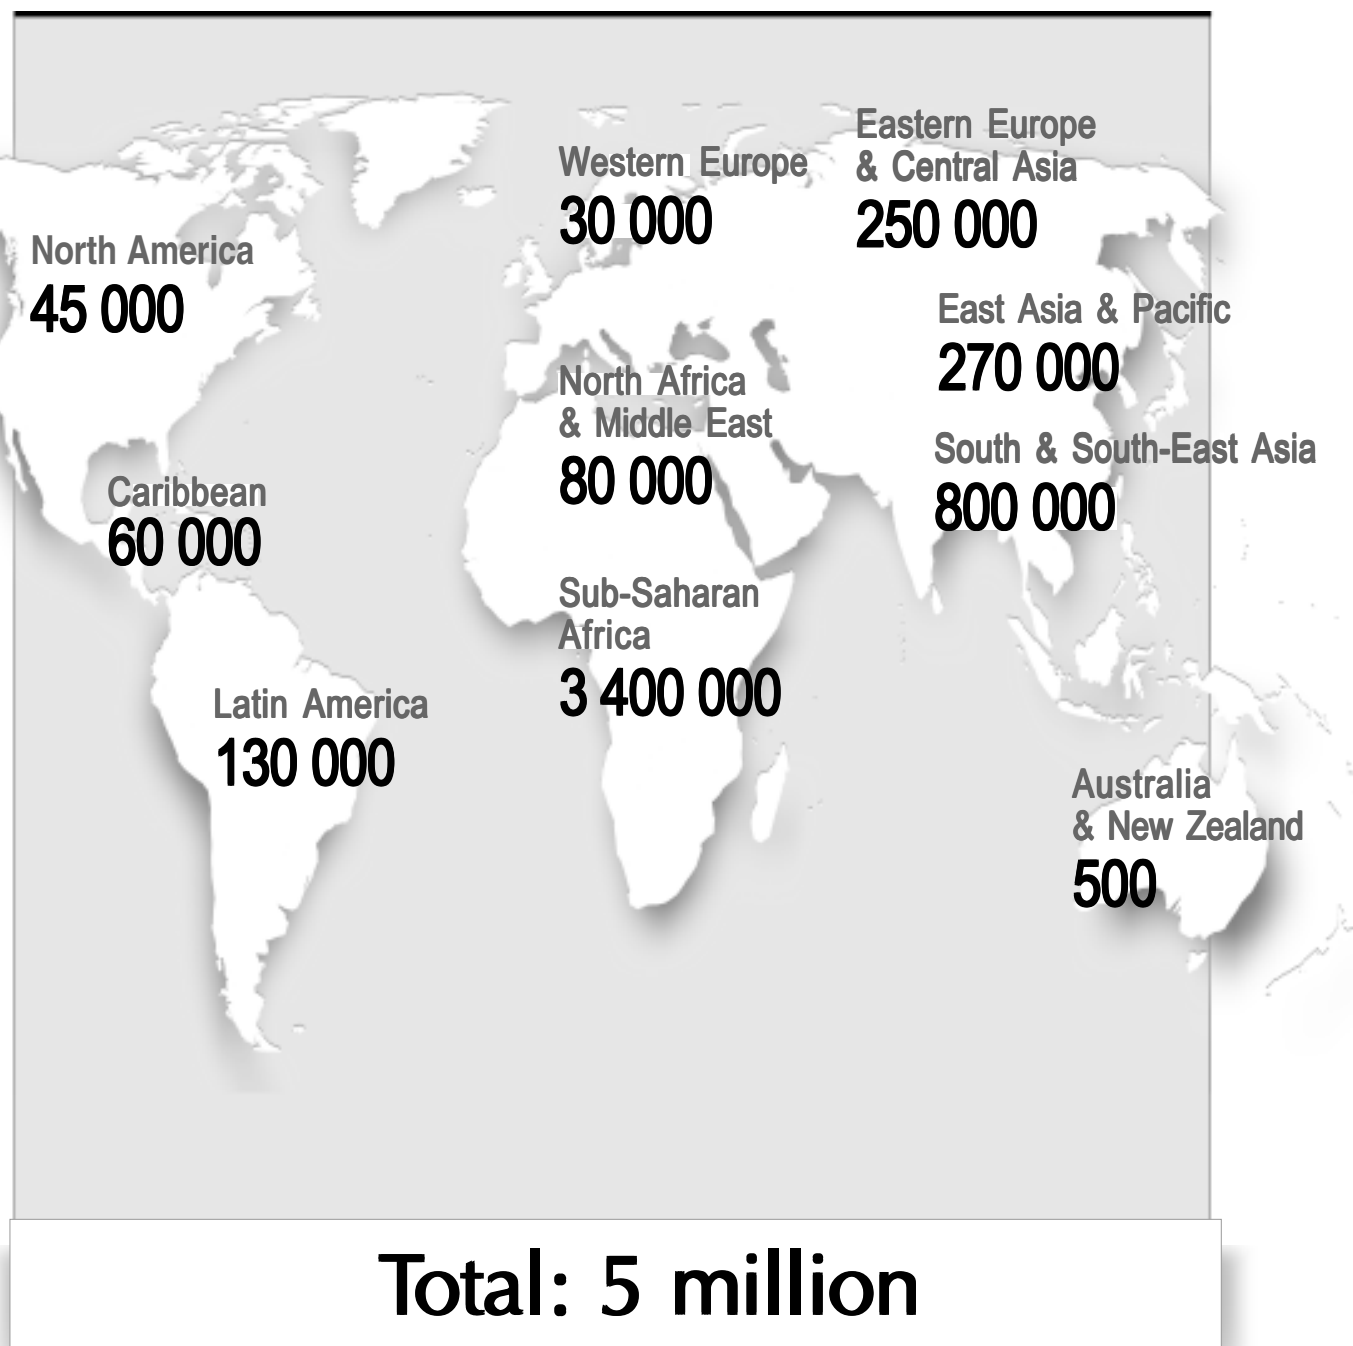 Eastern Europe
& Central Asia
250 000
Western Europe
30 000
North America
45 000
East Asia & Pacific
270 000
North Africa
& Middle East
80 000
South & South-East Asia
800 000
Caribbean
60 000
Sub-Saharan
Africa
3 400 000
Latin America
130 000
Australia
& New Zealand
500
Total: 5 million